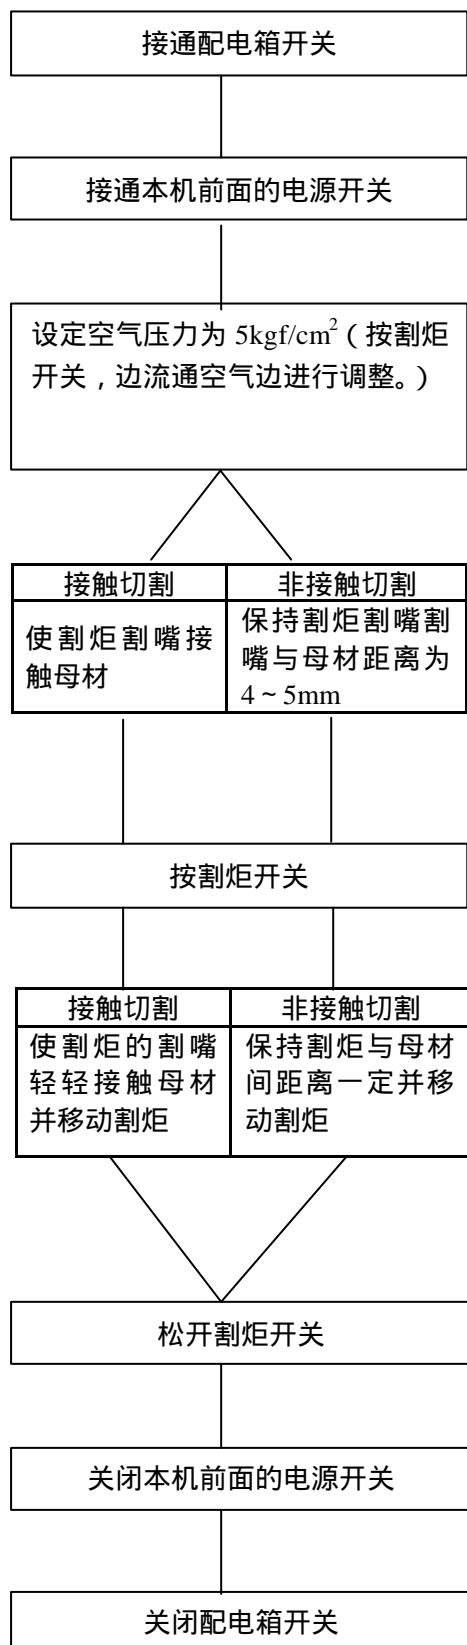 接通配电箱开关
接通本机前面的电源开关
设定空气压力为 5kgf/cm²（按割炬
开关，边流通空气边进行调整。）
接触切割
非接触切割
使割炬割嘴接
触母材
保持割炬割嘴割
嘴与母材距离为
4～5mm
按割炬开关
接触切割
非接触切割
使割炬的割嘴
轻轻接触母材
并移动割炬
保持割炬与母材
间距离一定并移
动割炬
松开割炬开关
关闭本机前面的电源开关
关闭配电箱开关